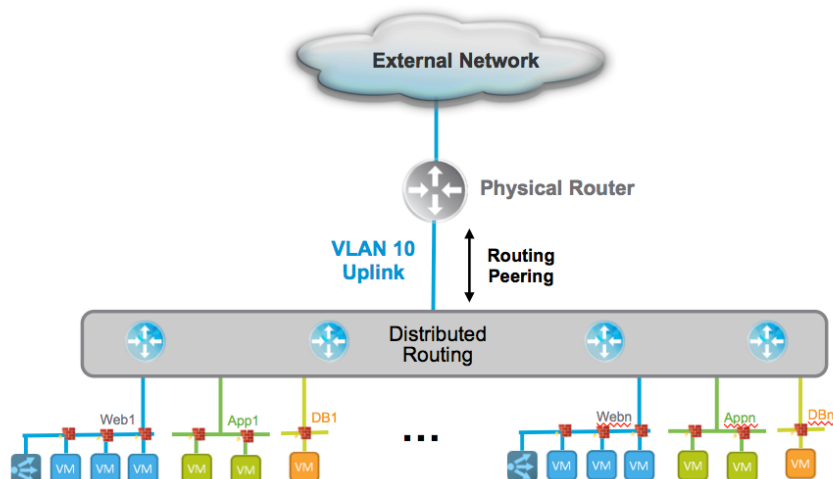 External Network
Physical Router
VLAN 10
Uplink
Routing
Peering
Distributed
Routing
Web1
App1
DB1
...
Webn
Appn
DBn
VM
VM
VM
VM
VM
VM
VM
VM
VM
VM
VM